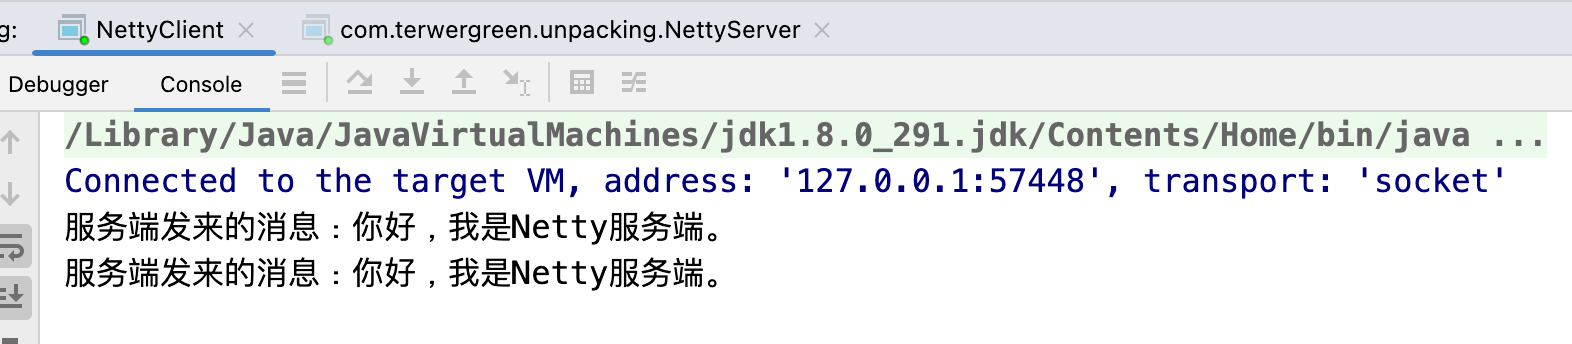 g: NettyClient com.terwergreen.unpacking.NettyServer
Debugger Console
/Library/Java/JavaVirtualMachines/jdk1.8.0_291.jdk/Contents/Home/bin/java ...
Connected to the target VM, address: '127.0.0.1:57448', transport: 'socket'
服务端发来的消息：你好，我是Netty服务端。
服务端发来的消息：你好，我是Netty服务端。